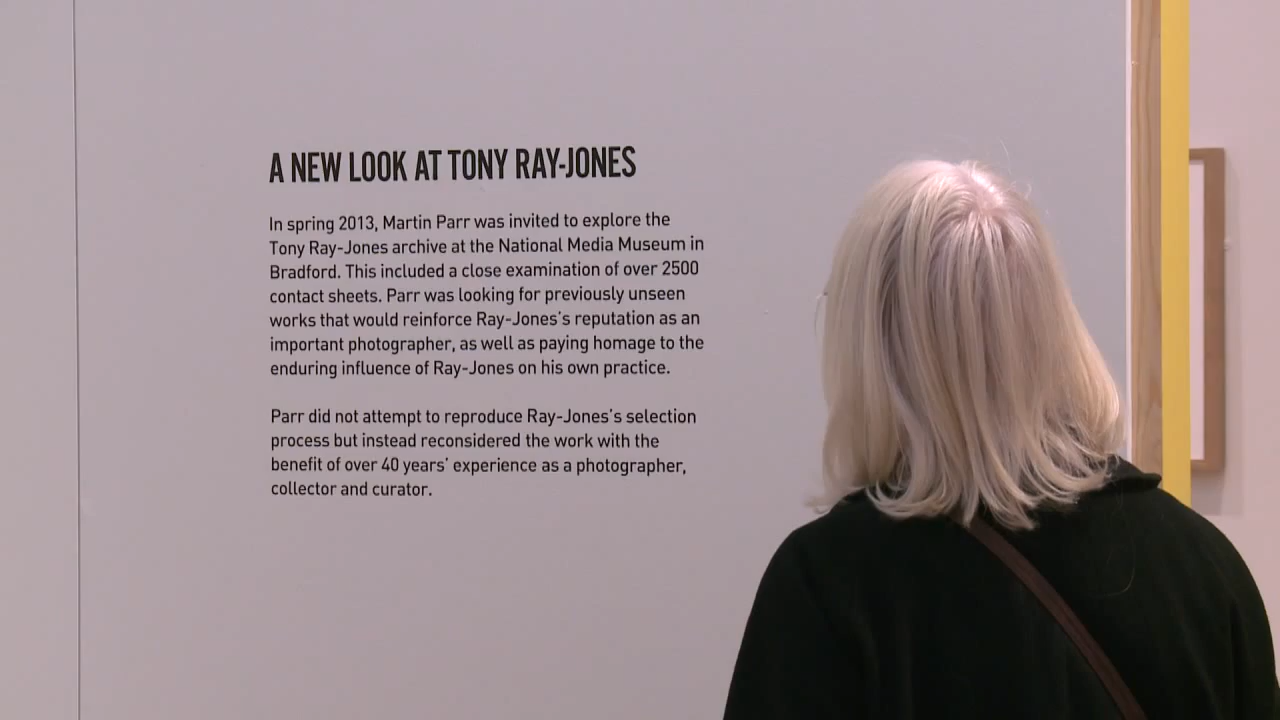 A NEW LOOK AT TONY RAY-JONES
In spring 2013, Martin Parr was invited to explore the
Tony Ray-Jones archive at the National Media Museum in
Bradford. This included a close examination of over 2500
contact sheets. Parr was looking for previously unseen
works that would reinforce Ray-Jones's reputation as an
important photographer, as well as paying homage to the
enduring influence of Ray-Jones on his own practice.
Parr did not attempt to reproduce Ray-Jones's selection
process but instead reconsidered the work with the
benefit of over 40 years' experience as a photographer,
collector and curator.